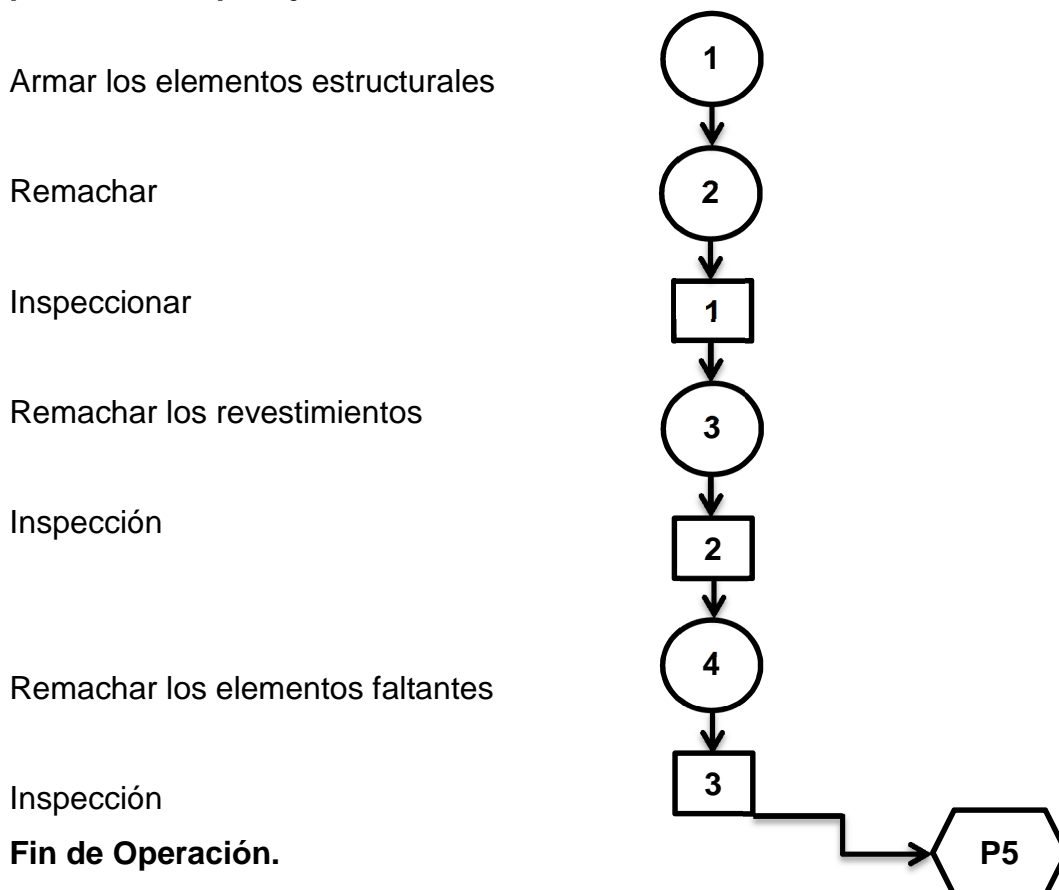 Armar los elementos estructurales 1
Remachar 2
Inspeccionar 1
Remachar los revestimientos 3
Inspección 2
Remachar los elementos faltantes 4
Inspección 3
Fin de Operación. P5